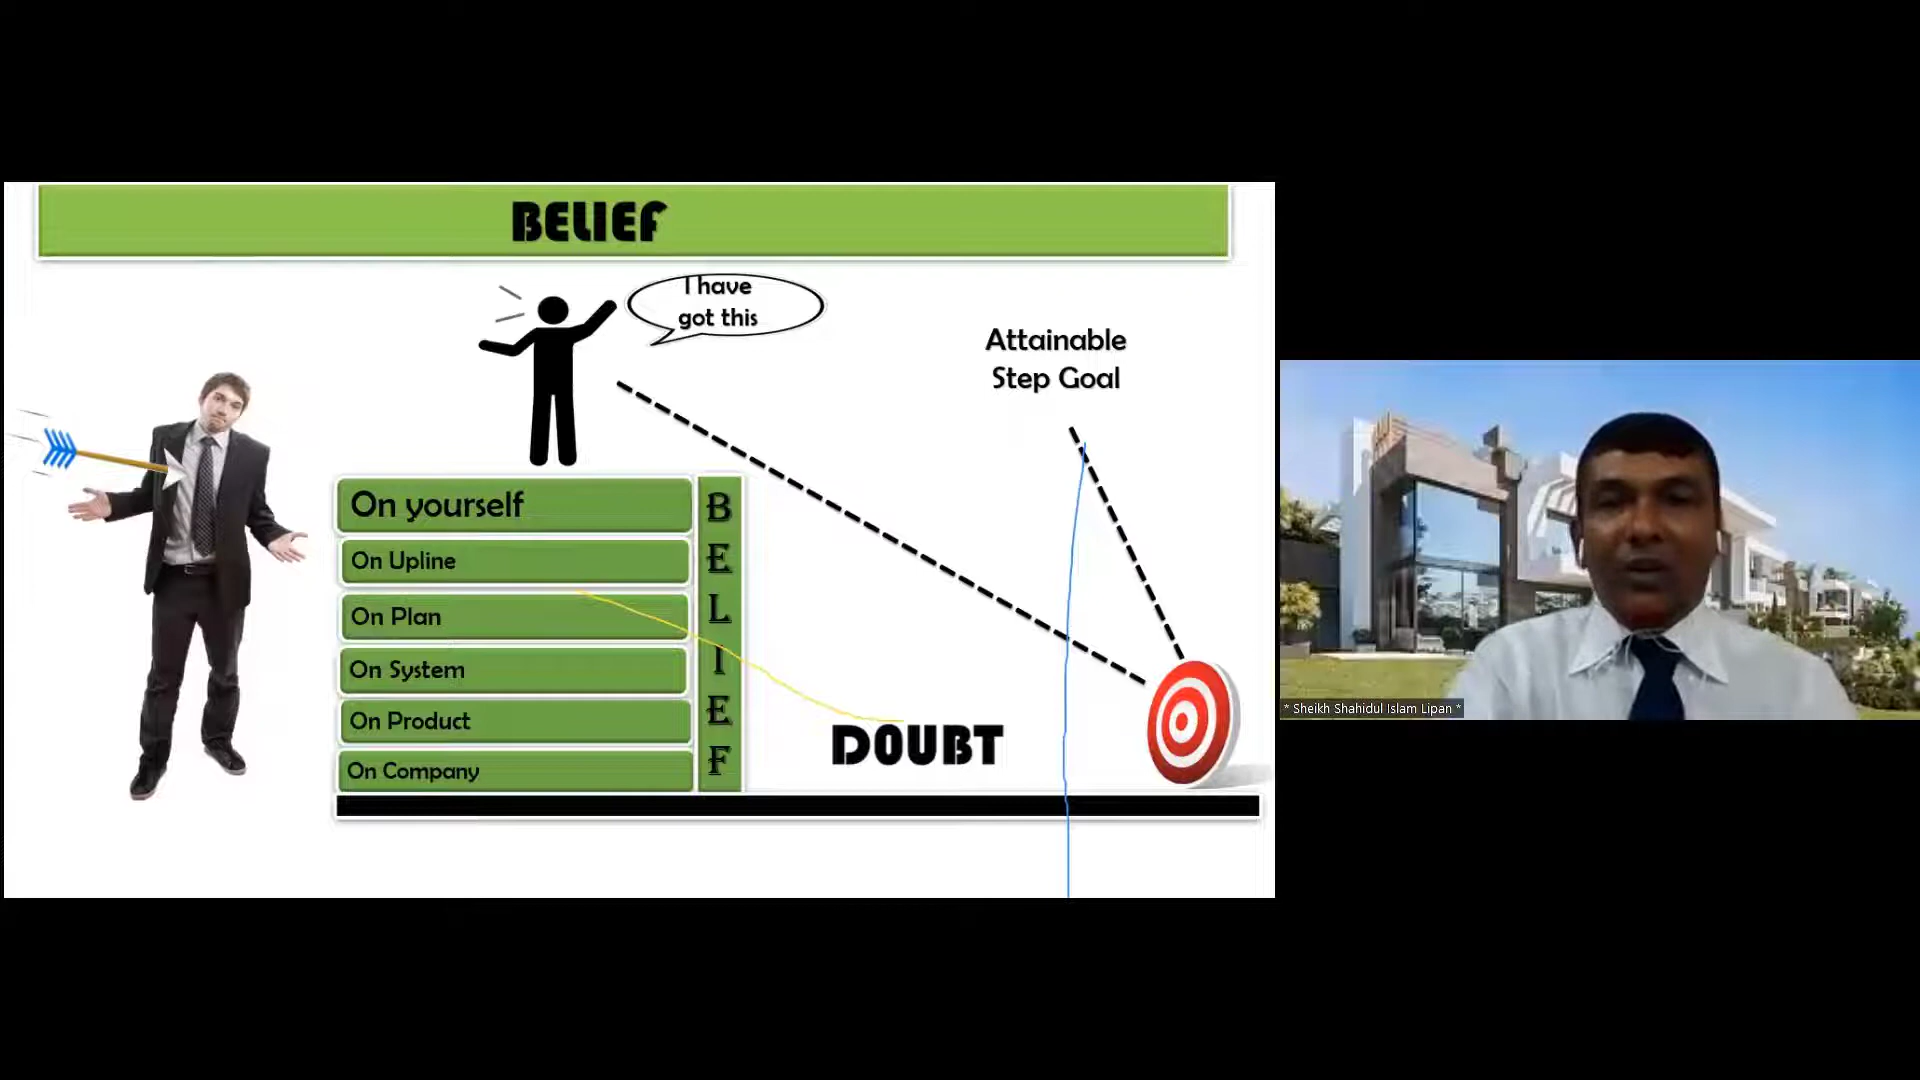 BELIEF
I have
got this
Attainable
Step Goal
On yourself
On Upline
On Plan
On System
On Product
On Company
BELIEF
DOUBT
* Sheikh Shahidul Islam Lipan *